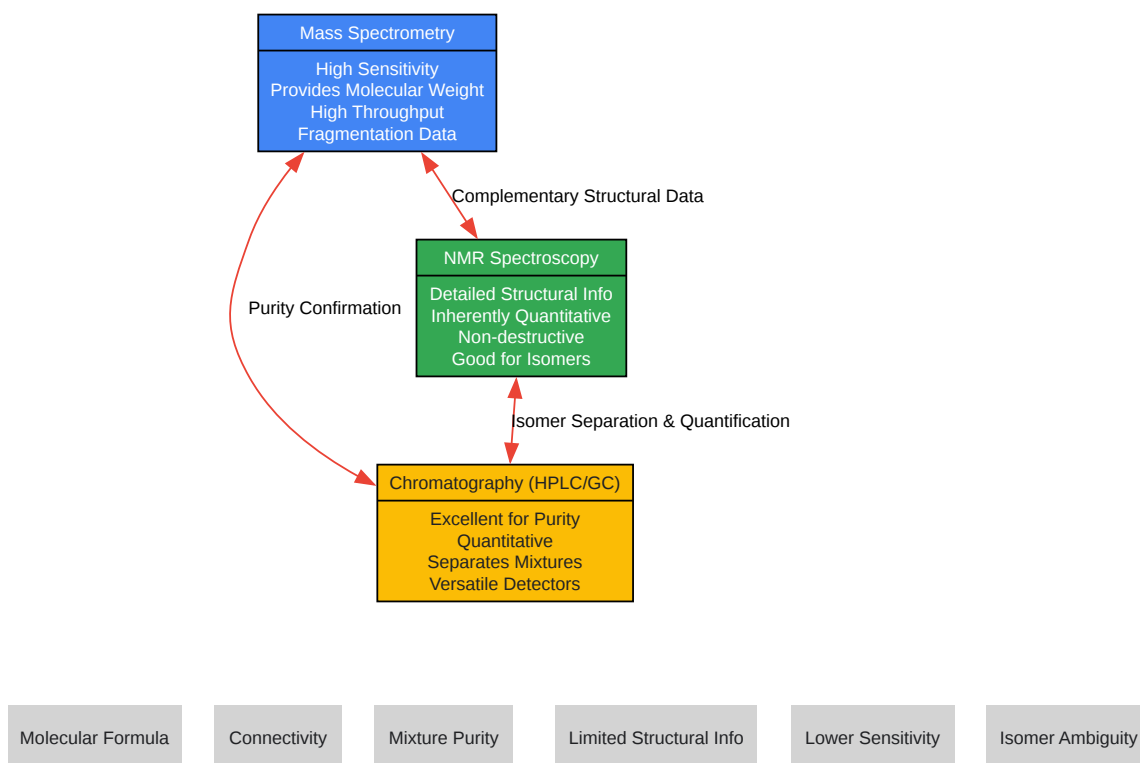 Mass Spectrometry
High Sensitivity
Provides Molecular Weight
High Throughput
Fragmentation Data
Complementary Structural Data
NMR Spectroscopy
Detailed Structural Info
Inherently Quantitative
Non-destructive
Good for Isomers
Purity Confirmation
Isomer Separation & Quantification
Chromatography (HPLC/GC)
Excellent for Purity
Quantitative
Separates Mixtures
Versatile Detectors
Molecular Formula
Connectivity
Mixture Purity
Limited Structural Info
Lower Sensitivity
Isomer Ambiguity